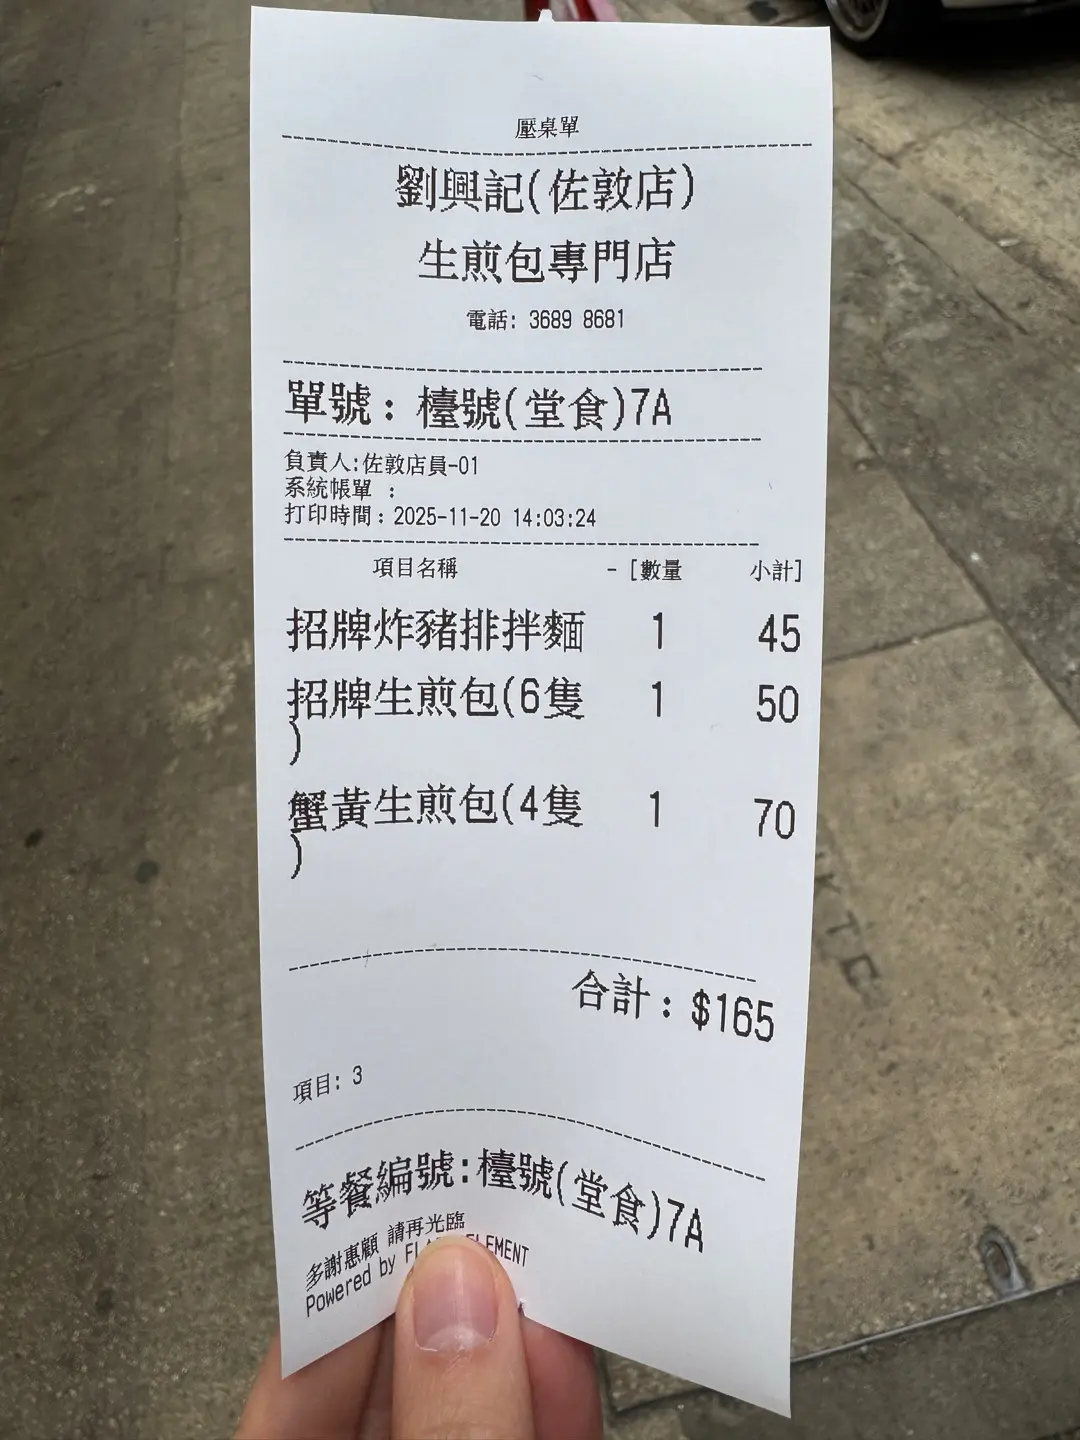 壓桌單
劉興記(佐敦店)
生煎包專門店
電話: 3689 8681
單號: 檯號(堂食)7A
負責人:佐敦店員-01
系統帳單 :
打印時間: 2025-11-20 14:03:24
項目名稱 - [數量 小計]
招牌炸豬排拌麵 1 45
招牌生煎包(6隻 1 50
)
蟹黃生煎包(4隻 1 70
)
合計: $165
項目: 3
等餐編號:檯號(堂食)7A
多謝惠顧 請再光臨
Powered by